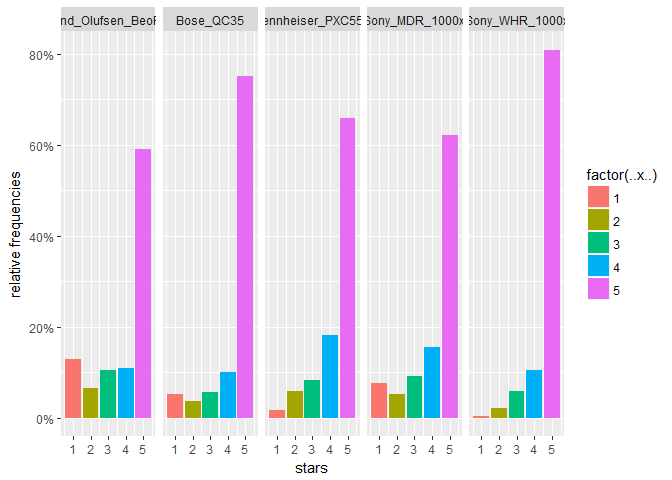 nd_Olufsen_BeoP Bose_QC35 ennheiser_PXC55 Sony_MDR_1000x Sony_WHR_1000x
80%
60%
40%
20%
0%
relative frequencies
1 2 3 4 5 1 2 3 4 5 1 2 3 4 5 1 2 3 4 5 1 2 3 4 5
stars
factor(..x..)
1
2
3
4
5